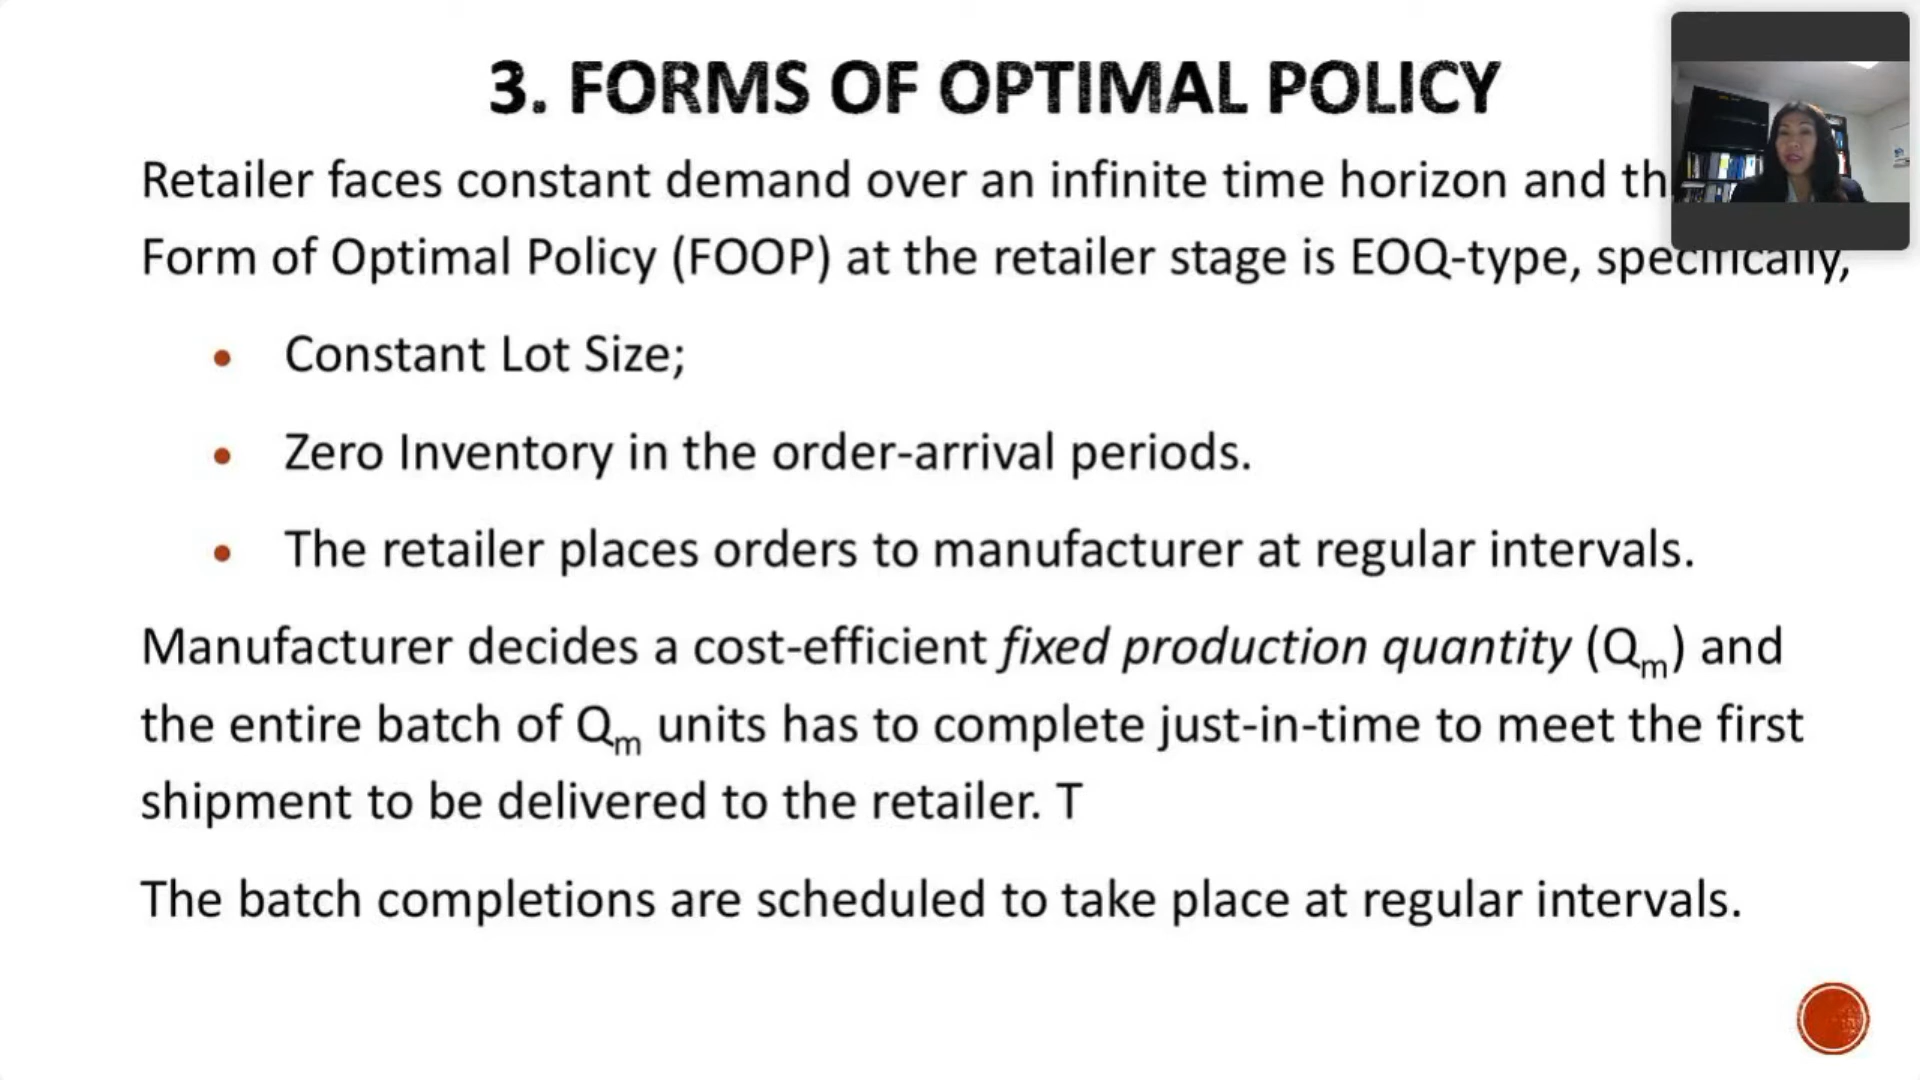 3. FORMS OF OPTIMAL POLICY
Retailer faces constant demand over an infinite time horizon and
Form of Optimal Policy (FOOP) at the retailer stage is EOQ-type, specifically,
• Constant Lot Size;
• Zero Inventory in the order-arrival periods.
• The retailer places orders to manufacturer at regular intervals.
Manufacturer decides a cost-efficient fixed production quantity (Qm) and
the entire batch of Qm units has to complete just-in-time to meet the first
shipment to be delivered to the retailer. T
The batch completions are scheduled to take place at regular intervals.